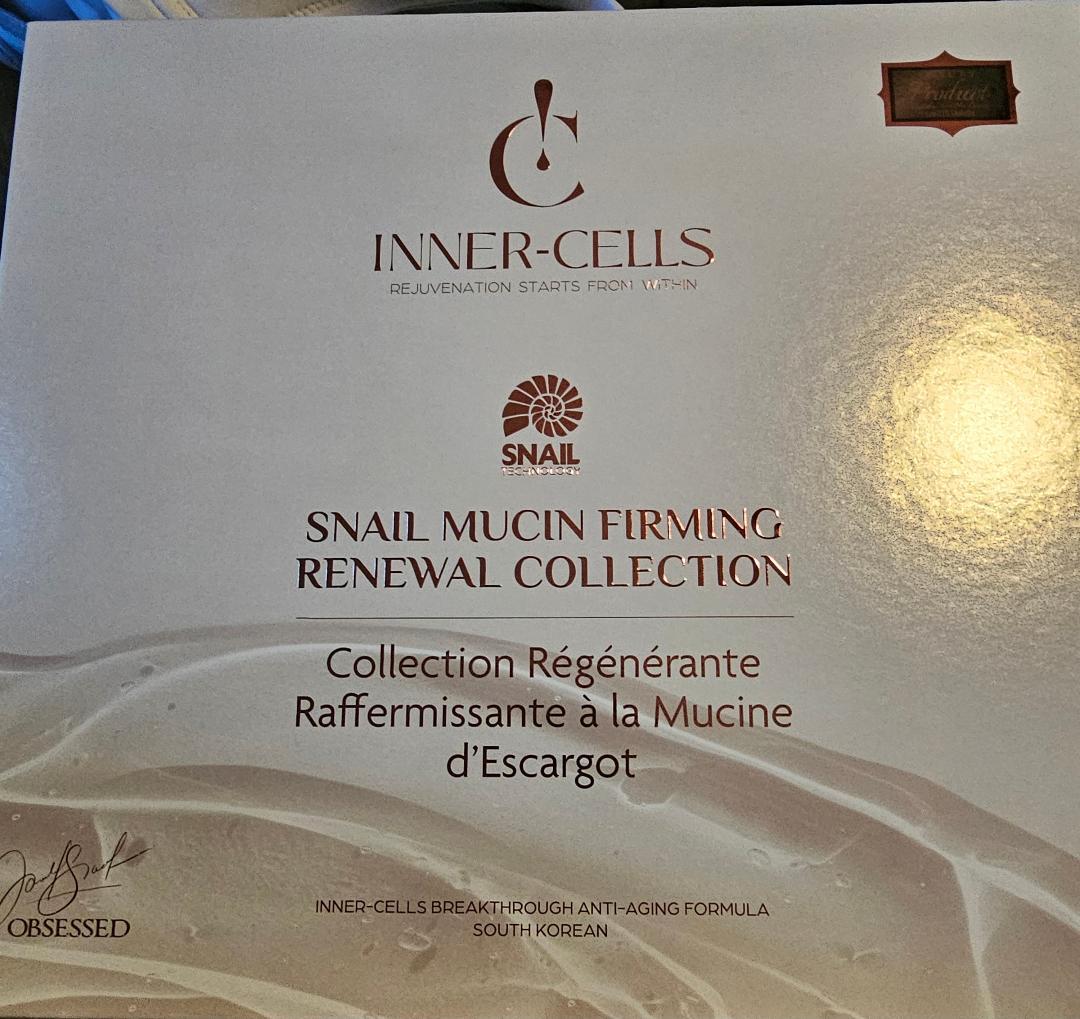 Product
INNER-CELLS
REJUVENATION STARTS FROM WITHIN
SNAIL
TECHNOLOGY
SNAIL MUCIN FIRMING
RENEWAL COLLECTION
Collection Régénérante
Raffermissante à la Mucine
d'Escargot
OBSESSED
INNER-CELLS BREAKTHROUGH ANTI-AGING FORMULA
SOUTH KOREAN